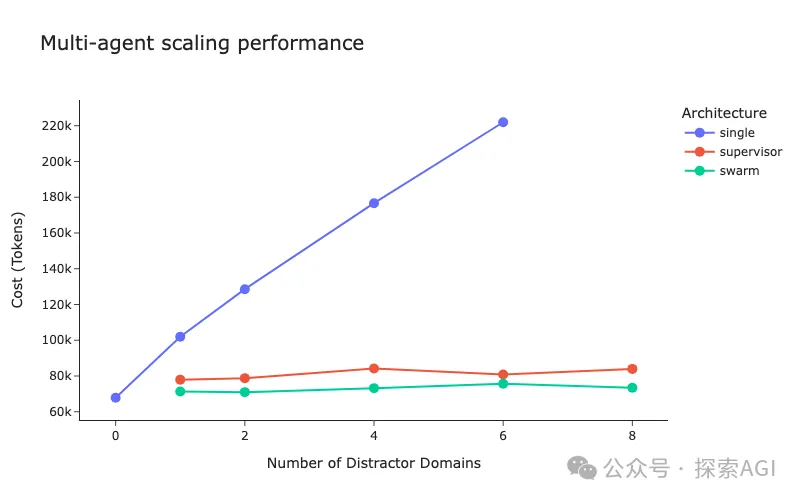 Multi-agent scaling performance
Architecture
single
supervisor
swarm
220k
200k
180k
160k
140k
120k
100k
80k
60k
Cost (Tokens)
0 2 4 6 8
Number of Distractor Domains
公众号 · 探索AGI